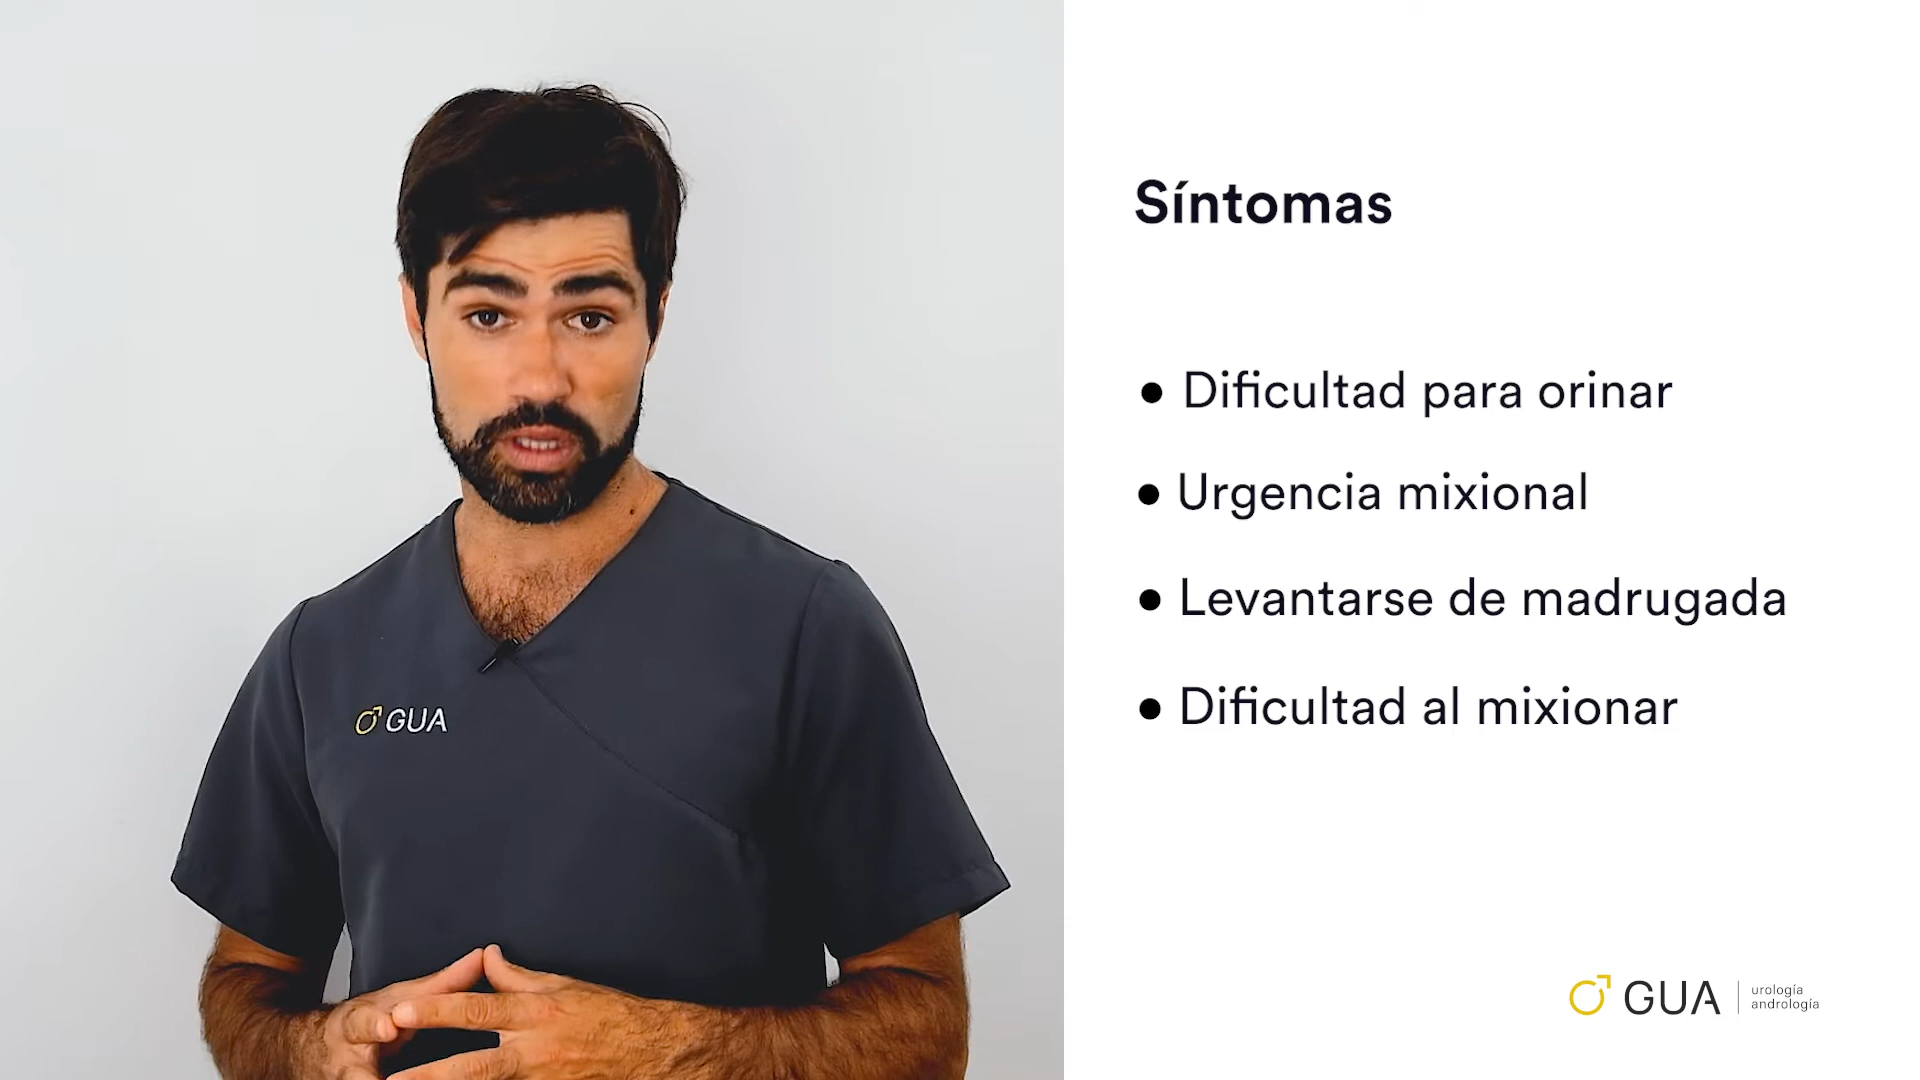 GUA
Síntomas
● Dificultad para orinar
● Urgencia mixional
● Levantarse de madrugada
● Dificultad al mixionar
GUA
urología
andrología